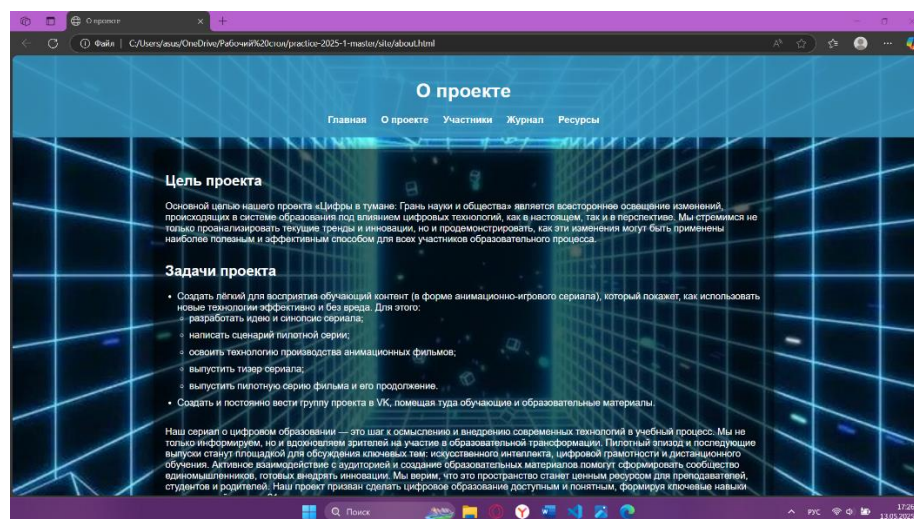 О проекте
Файл | C:/Users/asus/OneDrive/Рабочий%20стол/practice-2025-1-master/site/about.html
О проекте
Главная О проекте Участники Журнал Ресурсы
Цель проекта
Основной целью нашего проекта «Цифры в тумане: Грань науки и общества» является всестороннее освещение изменений,
происходящих в системе образования под влиянием цифровых технологий, как в настоящем, так и в перспективе. Мы стремимся не
только проанализировать текущие тренды и инновации, но и продемонстрировать, как эти изменения могут быть применены
наиболее полезным и эффективным способом для всех участников образовательного процесса.
Задачи проекта
• Создать лёгкий для восприятия обучающий контент (в форме анимационно-игрового сериала), который покажет, как использовать
новые технологии эффективно и без вреда. Для этого:
◦ разработать идею и синопсис сериала;
◦ написать сценарий пилотной серии;
◦ освоить технологию производства анимационных фильмов;
◦ выпустить тизер сериала;
◦ выпустить пилотную серию фильма и его продолжение.
• Создать и постоянно вести группу проекта в VK, помещая туда обучающие и образовательные материалы.
Наш сериал о цифровом образовании — это шаг к осмыслению и внедрению современных технологий в учебный процесс. Мы не
только информируем, но и вдохновляем зрителей на участие в образовательной трансформации. Пилотный эпизод и последующие
выпуски станут площадкой для обсуждения ключевых тем: искусственного интеллекта, цифровой грамотности и дистанционного
обучения. Активное взаимодействие с аудиторией и создание образовательных материалов помогут сформировать сообщество
единомышленников, готовых внедрять инновации. Мы верим, что это пространство станет ценным ресурсом для преподавателей,
студентов и родителей. Наш проект призван сделать цифровое образование доступным и понятным, формируя ключевые навыки
Поиск
РУС
17:26
13.05.2025